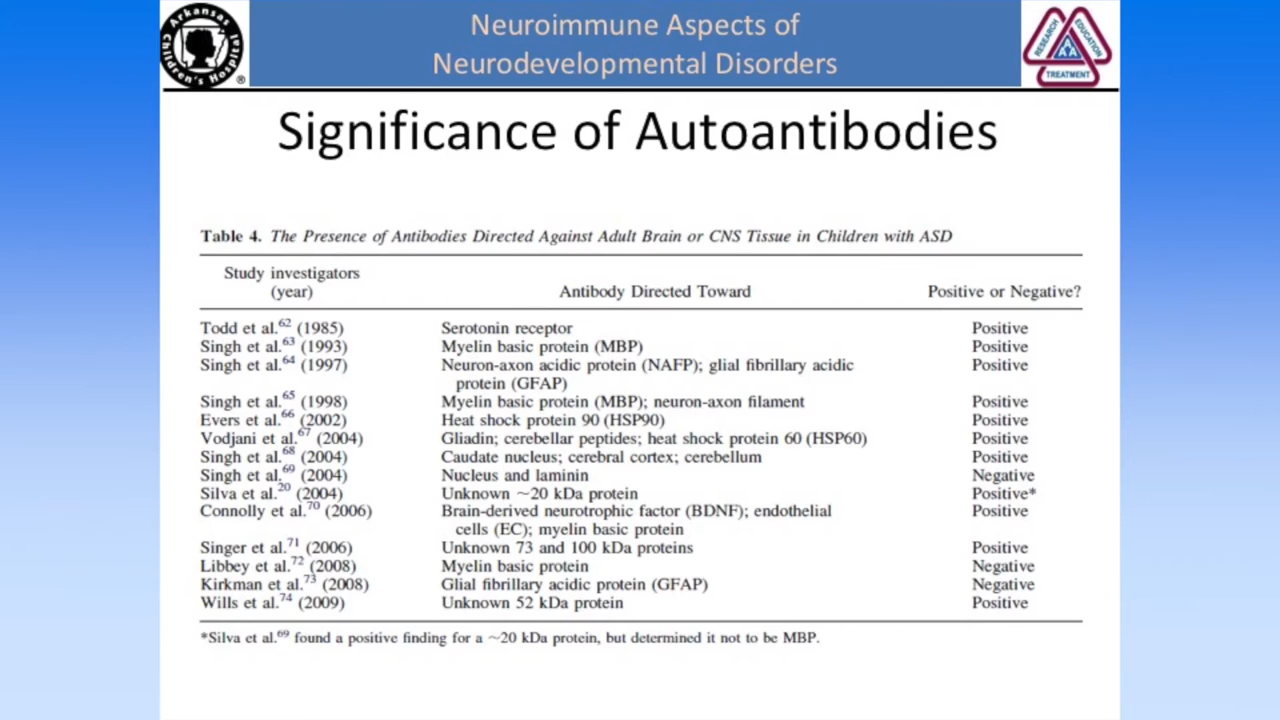 Arkansas
Children's Hospital
®
Neuroimmune Aspects of
Neurodevelopmental Disorders
RESEARCH
EDUCATION
TREATMENT
Significance of Autoantibodies
Table 4. The Presence of Antibodies Directed Against Adult Brain or CNS Tissue in Children with ASD
Study investigators
(year) Antibody Directed Toward Positive or Negative?
Todd et al.62 (1985) Serotonin receptor Positive
Singh et al.63 (1993) Myelin basic protein (MBP) Positive
Singh et al.64 (1997) Neuron-axon acidic protein (NAFP); glial fibrillary acidic Positive
protein (GFAP)
Singh et al.65 (1998) Myelin basic protein (MBP); neuron-axon filament Positive
Evers et al.66 (2002) Heat shock protein 90 (HSP90) Positive
Vodjani et al.67 (2004) Gliadin; cerebellar peptides; heat shock protein 60 (HSP60) Positive
Singh et al.68 (2004) Caudate nucleus; cerebral cortex; cerebellum Positive
Singh et al.69 (2004) Nucleus and laminin Negative
Silva et al.20 (2004) Unknown ~20 kDa protein Positive*
Connolly et al.70 (2006) Brain-derived neurotrophic factor (BDNF); endothelial Positive
cells (EC); myelin basic protein
Singer et al.71 (2006) Unknown 73 and 100 kDa proteins Positive
Libbey et al.72 (2008) Myelin basic protein Negative
Kirkman et al.73 (2008) Glial fibrillary acidic protein (GFAP) Negative
Wills et al.74 (2009) Unknown 52 kDa protein Positive
*Silva et al.69 found a positive finding for a ~20 kDa protein, but determined it not to be MBP.